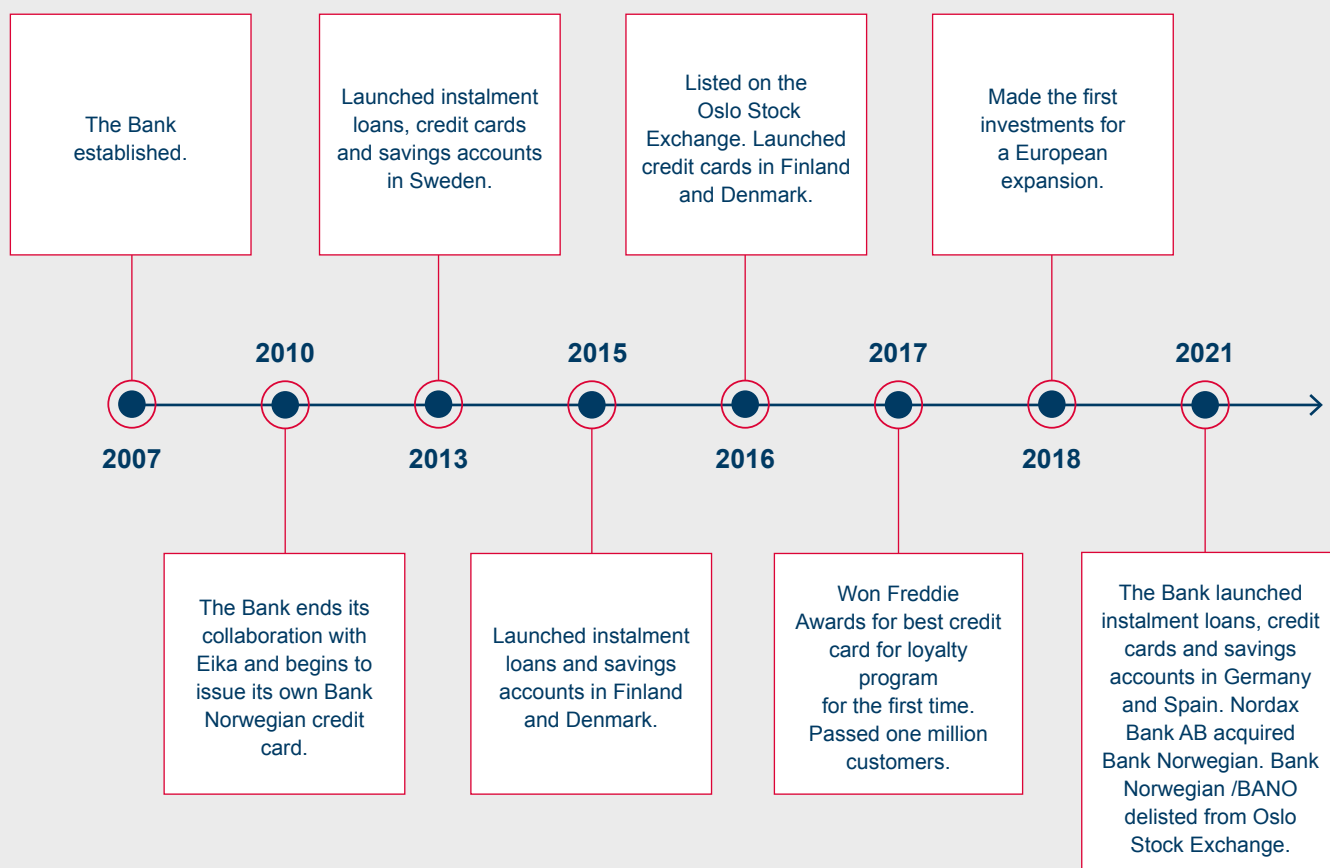 The Bank
established.
Launched instalment
loans, credit cards
and savings accounts
in Sweden.
Listed on the
Oslo Stock
Exchange. Launched
credit cards in Finland
and Denmark.
Made the first
investments for
a European
expansion.
2010
2015
2017
2021
2007
2013
2016
2018
The Bank ends its
collaboration with
Eika and begins to
issue its own Bank
Norwegian credit
card.
Launched instalment
loans and savings
accounts in Finland
and Denmark.
Won Freddie
Awards for best credit
card for loyalty
program
for the first time.
Passed one million
customers.
The Bank launched
instalment loans, credit
cards and savings
accounts in Germany
and Spain. Nordax
Bank AB acquired
Bank Norwegian. Bank
Norwegian /BANO
delisted from Oslo
Stock Exchange.